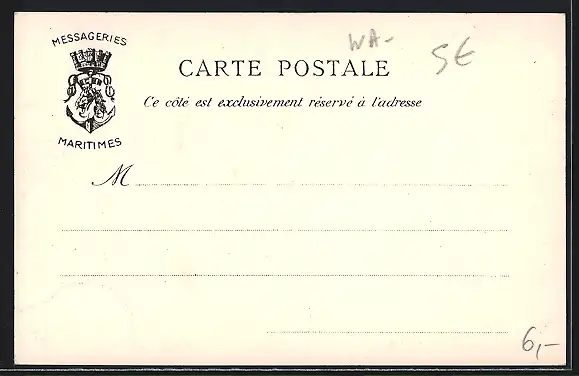 MESSAGERIES
MARITIMES
WA-
5€
CARTE POSTALE
Ce côté est exclusivement réservé à l'adresse
M
6,-